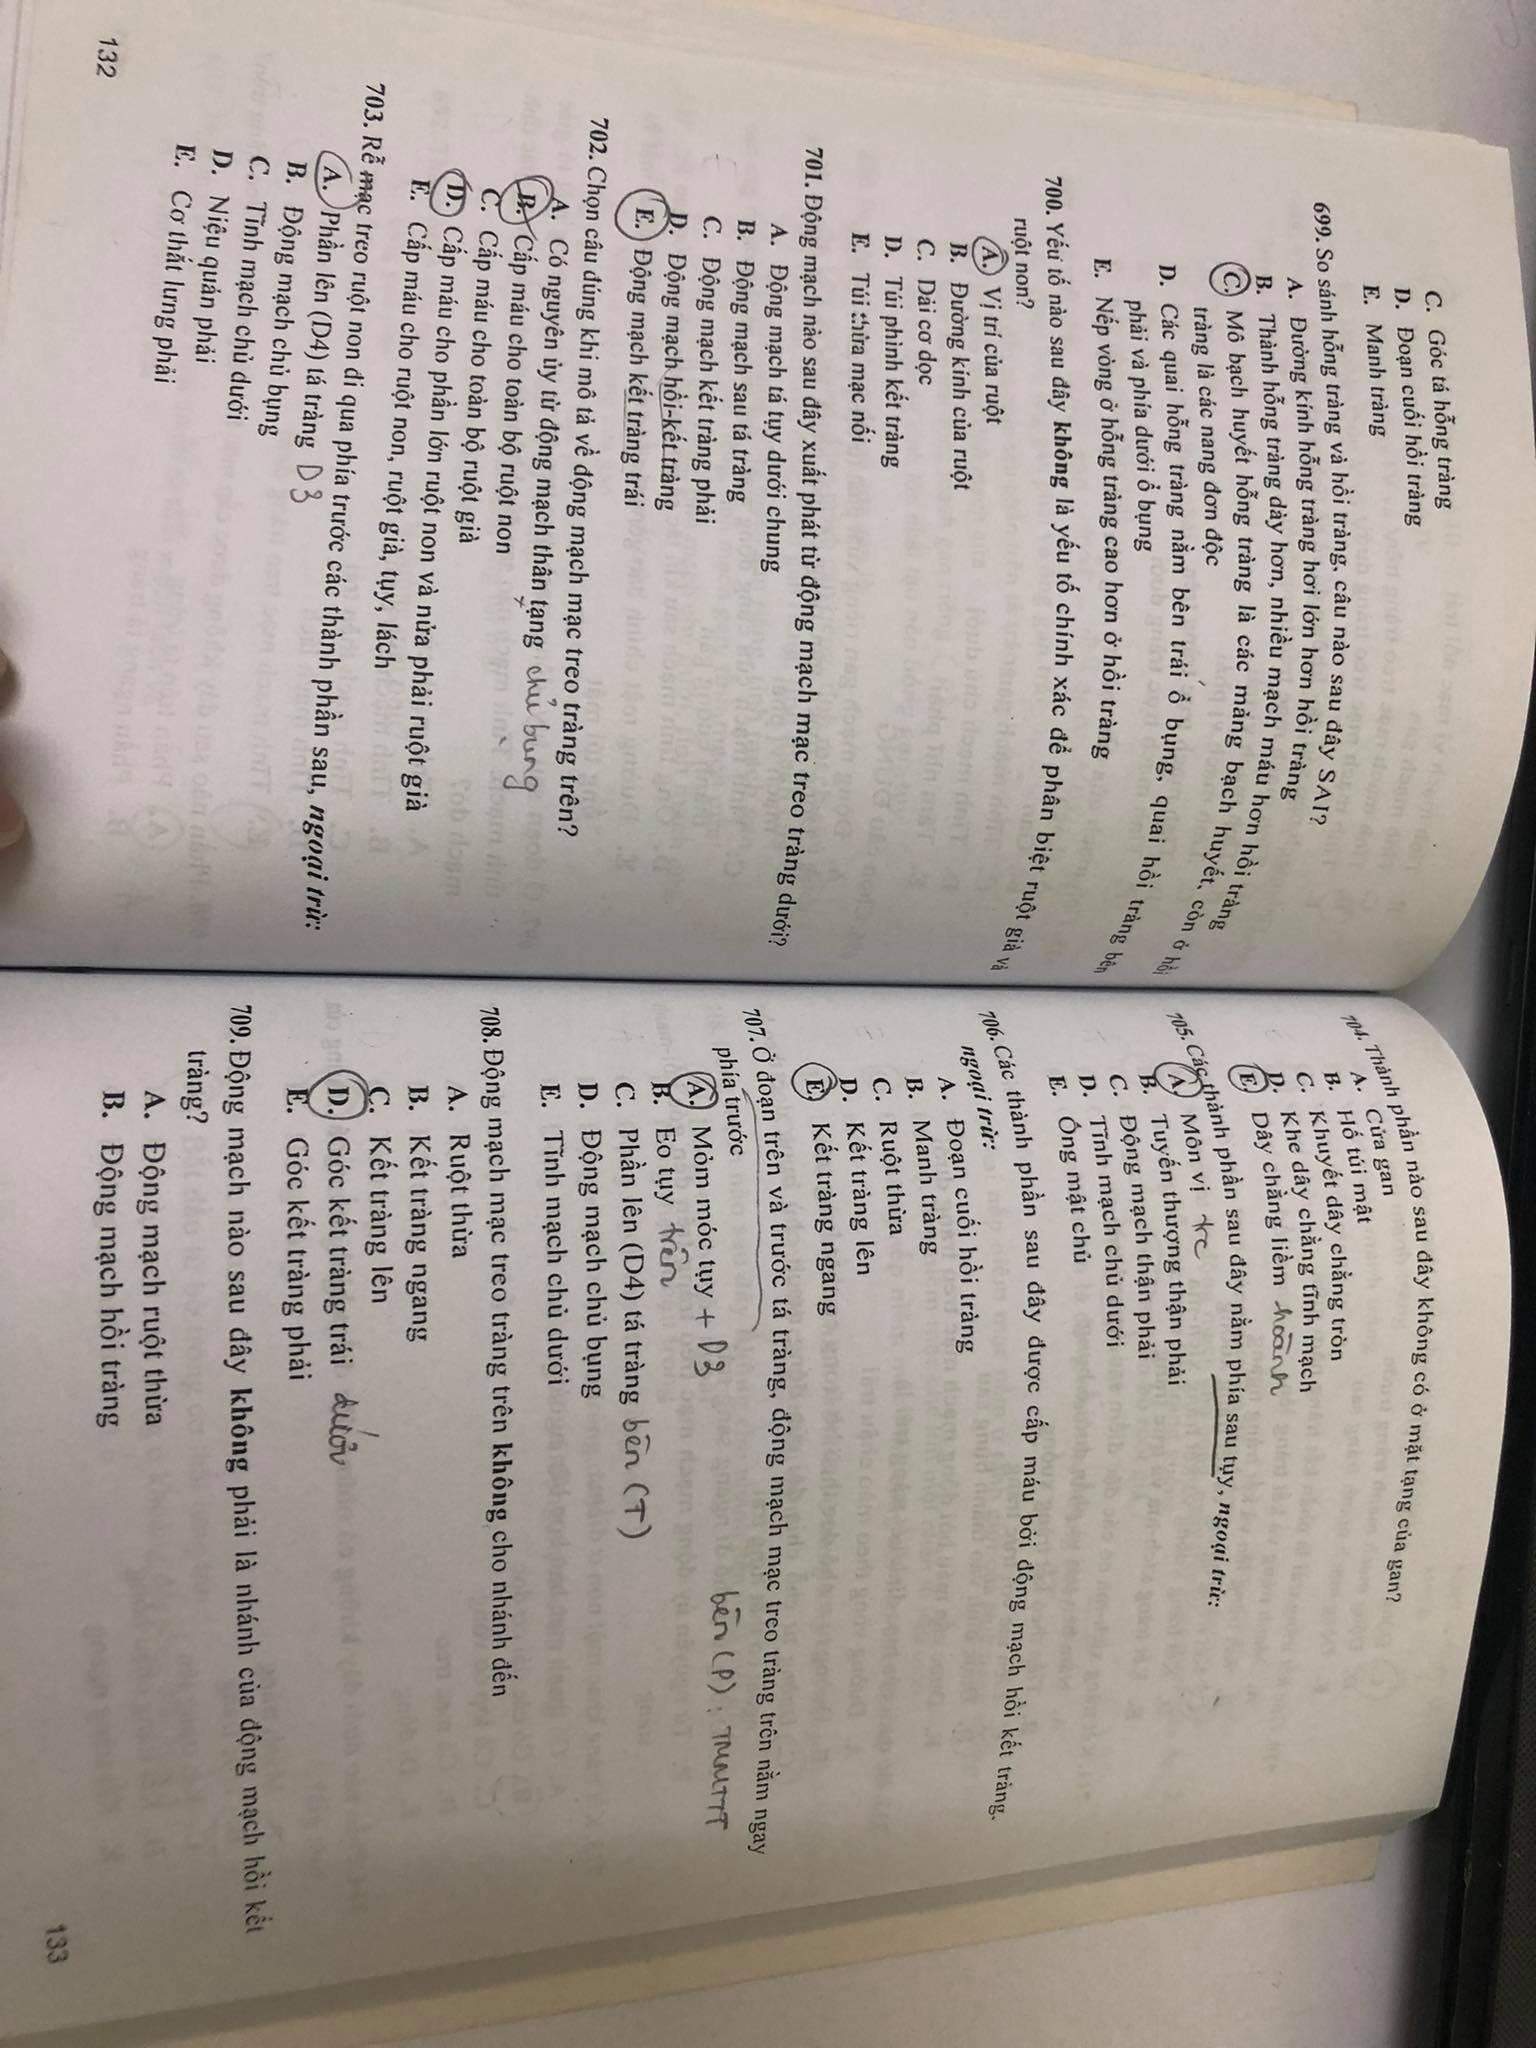 C. Góc tá hỗng tràng
D. Đoạn cuối hồi tràng
E. Manh tràng
699. So sánh hỗng tràng và hồi tràng, câu nào sau đây SAI?
A. Đường kính hỗng tràng hơi lớn hơn hồi tràng
B. Thành hỗng tràng dày hơn, nhiều mạch máu hơn hồi tràng
C. Mô bạch huyết hỗng tràng là các mảng bạch huyết, còn ở hồi
tràng là các nang đơn độc
D. Các quai hỗng tràng nằm bên trái ổ bụng, quai hồi tràng bên
phải và phía dưới ổ bụng
E. Nếp vòng ở hỗng tràng cao hơn ở hồi tràng
700. Yếu tố nào sau đây không là yếu tố chính xác để phân biệt ruột già và
ruột non?
A. Vị trí của ruột
B. Đường kính của ruột
C. Dải cơ dọc
D. Túi phình kết tràng
E. Túi thừa mạc nối
701. Động mạch nào sau đây xuất phát từ động mạch mạc treo tràng dưới?
A. Động mạch tá tụy dưới chung
B. Động mạch sau tá tràng
C. Động mạch kết tràng phải
D. Động mạch hồi-kết tràng
E. Động mạch kết tràng trái
702. Chọn câu đúng khi mô tả về động mạch mạc treo tràng trên?
A. Có nguyên ủy từ động mạch thân tạng chủ bụng
B. Cấp máu cho toàn bộ ruột non
C. Cấp máu cho toàn bộ ruột già
D. Cấp máu cho phần lớn ruột non và nửa phải ruột già
E. Cấp máu cho ruột non, ruột già, tụy, lách
703. Rễ mạc treo ruột non đi qua phía trước các thành phần sau, ngoại trừ:
A. Phần lên (D4) tá tràng D3
B. Động mạch chủ bụng
C. Tĩnh mạch chủ dưới
D. Niệu quản phải
E. Cơ thắt lưng phải
132
704. Thành phần nào sau đây không có ở mặt tạng của gan?
A. Cửa gan
B. Hố túi mật
C. Khuyết dây chằng tròn
D. Khe dây chằng tĩnh mạch
E. Dây chằng liềm hoành
705. Các thành phần sau đây nằm phía sau tụy, ngoại trừ:
A. Môn vị trc
B. Tuyến thượng thận phải
C. Động mạch thận phải
D. Tĩnh mạch chủ dưới
E. Ống mật chủ
706. Các thành phần sau đây được cấp máu bởi động mạch hồi kết tràng,
ngoại trừ:
A. Đoạn cuối hồi tràng
B. Manh tràng
C. Ruột thừa
D. Kết tràng lên
E. Kết tràng ngang
707. Ở đoạn trên và trước tá tràng, động mạch mạc treo tràng trên nằm ngay
phía trước bên (P): TMMTTT
A. Mỏm móc tụy + D3
B. Eo tụy trên
C. Phần lên (D4) tá tràng bên (T)
D. Động mạch chủ bụng
E. Tĩnh mạch chủ dưới
708. Động mạch mạc treo tràng trên không cho nhánh đến
A. Ruột thừa
B. Kết tràng ngang
C. Kết tràng lên
D. Góc kết tràng trái dưới
E. Góc kết tràng phải
709. Động mạch nào sau đây không phải là nhánh của động mạch hồi kết
tràng?
A. Động mạch ruột thừa
B. Động mạch hồi tràng
133